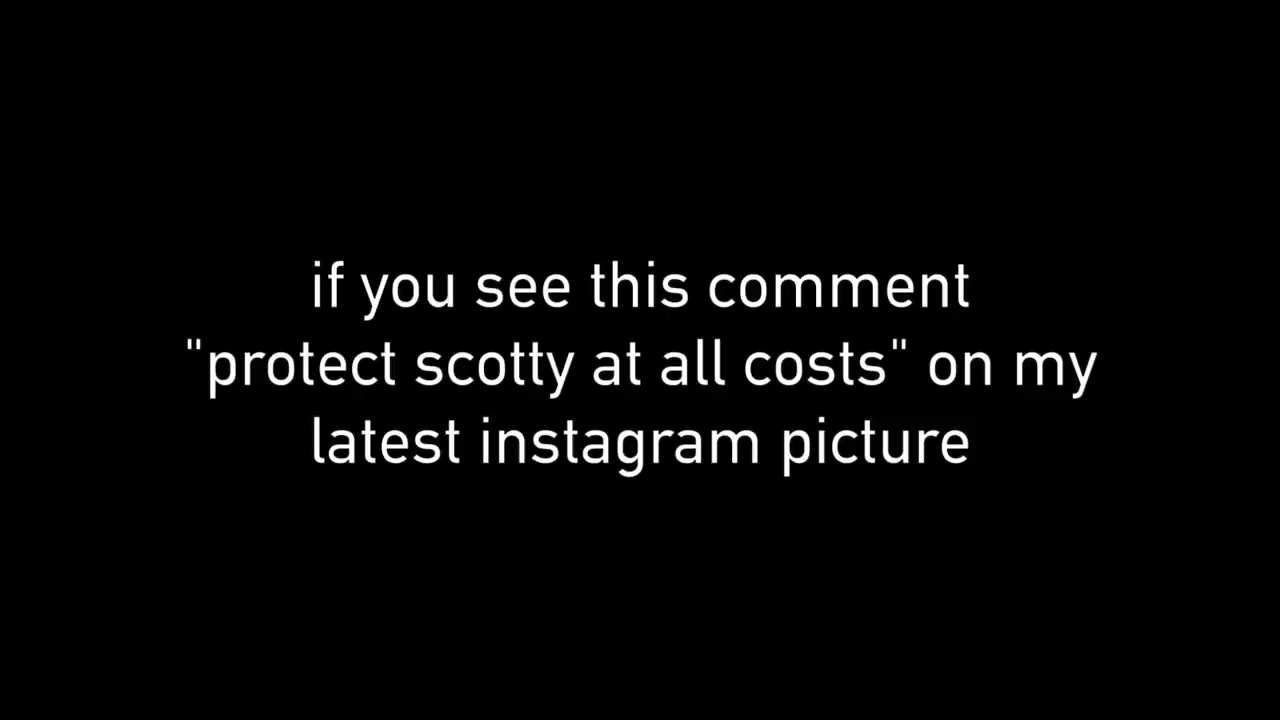 if you see this comment
"protect scotty at all costs" on my
latest instagram picture